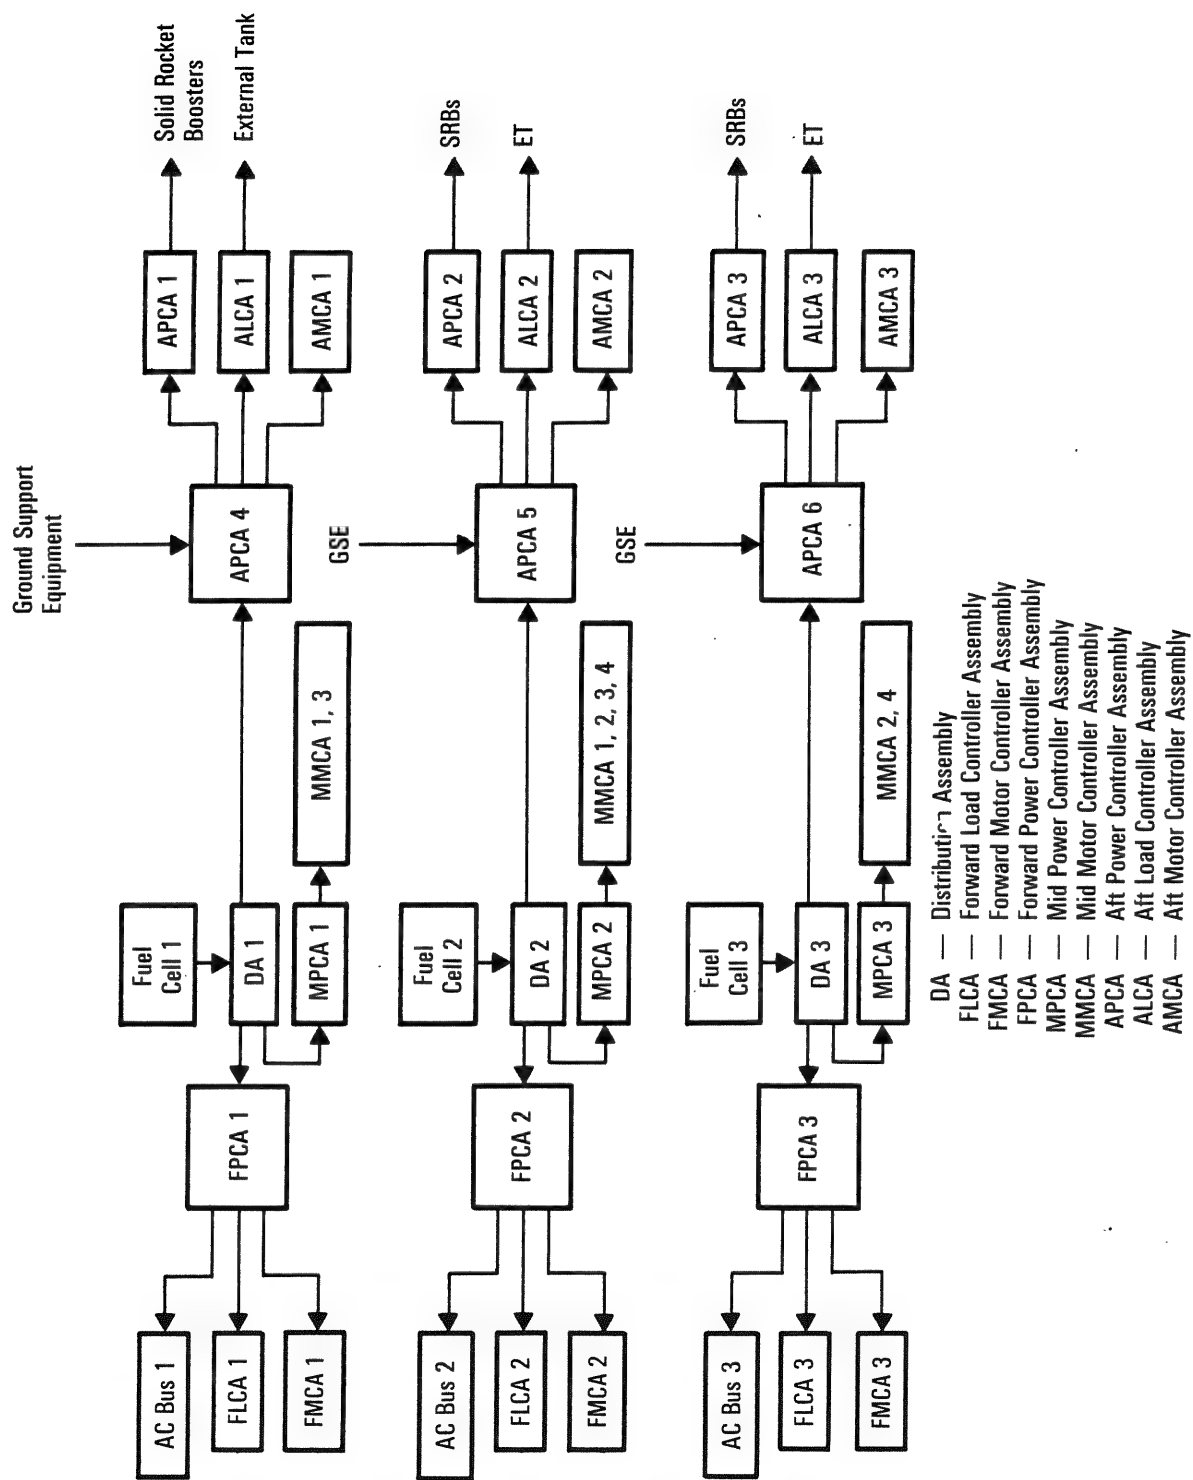 Ground Support
Equipment
Solid Rocket
Boosters
External Tank
AC Bus 1
FLCA 1
FMCA 1
FPCA 1
Fuel
Cell 1
DA 1
MPCA 1
MMCA 1, 3
APCA 4
APCA 1
ALCA 1
AMCA 1
GSE
SRBs
ET
AC Bus 2
FLCA 2
FMCA 2
FPCA 2
Fuel
Cell 2
DA 2
MPCA 2
MMCA 1, 2, 3, 4
APCA 5
APCA 2
ALCA 2
AMCA 2
GSE
SRBs
ET
AC Bus 3
FLCA 3
FMCA 3
FPCA 3
Fuel
Cell 3
DA 3
MPCA 3
MMCA 2, 4
APCA 6
APCA 3
ALCA 3
AMCA 3
DA — Distribution Assembly
FLCA — Forward Load Controller Assembly
FMCA — Forward Motor Controller Assembly
FPCA — Forward Power Controller Assembly
MPCA — Mid Power Controller Assembly
MMCA — Mid Motor Controller Assembly
APCA — Aft Power Controller Assembly
ALCA — Aft Load Controller Assembly
AMCA — Aft Motor Controller Assembly